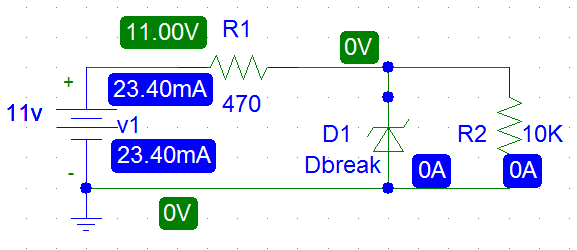 11.00V
R1
0V
+
23.40mA
470
11v
v1
D1
R2
10K
23.40mA
Dbreak
-
0A
0A
0V